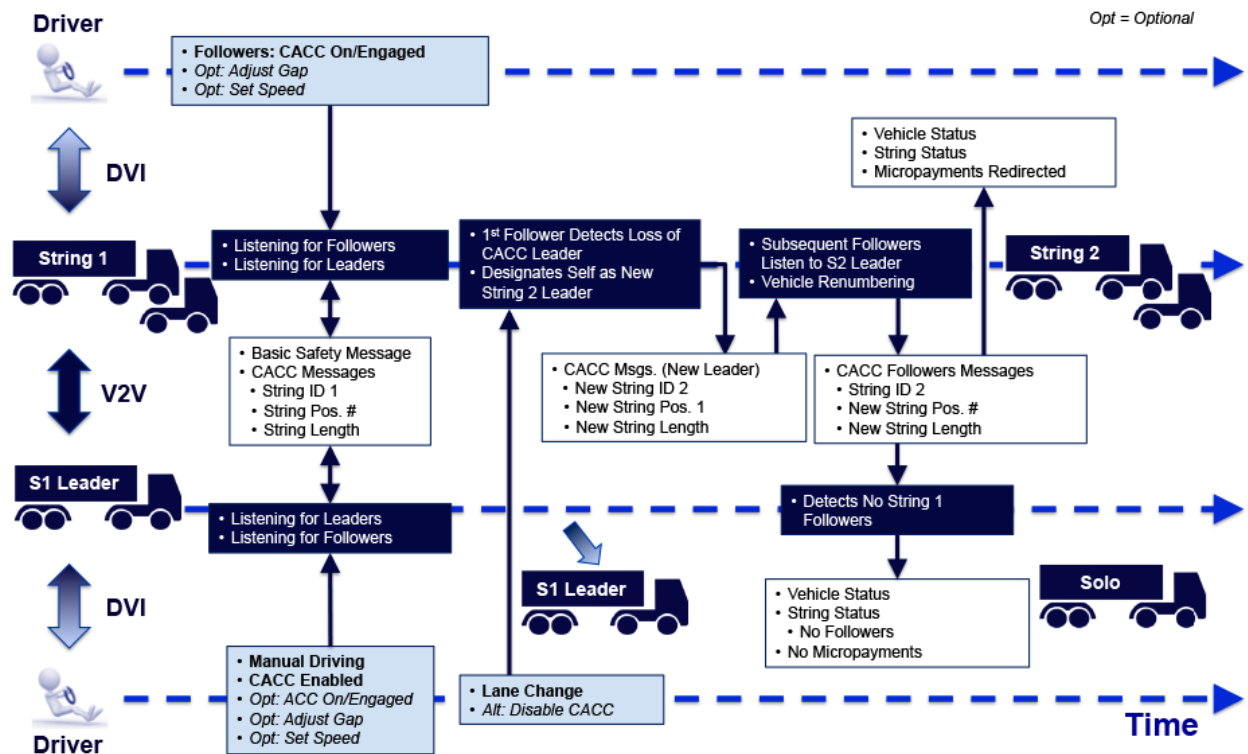 Driver
Opt = Optional
• Followers: CACC On/Engaged
• Opt: Adjust Gap
• Opt: Set Speed
DVI
• Vehicle Status
• String Status
• Micropayments Redirected
String 1
• Listening for Followers
• Listening for Leaders
• 1st Follower Detects Loss of
CACC Leader
• Designates Self as New
String 2 Leader
• Subsequent Followers
Listen to S2 Leader
• Vehicle Renumbering
String 2
V2V
• Basic Safety Message
• CACC Messages
• String ID 1
• String Pos. #
• String Length
• CACC Msgs. (New Leader)
• New String ID 2
• New String Pos. 1
• New String Length
• CACC Followers Messages
• String ID 2
• New String Pos. #
• New String Length
S1 Leader
• Listening for Leaders
• Listening for Followers
• Detects No String 1
Followers
DVI
S1 Leader
• Vehicle Status
• String Status
• No Followers
• No Micropayments
Solo
• Manual Driving
• CACC Enabled
• Opt: ACC On/Engaged
• Opt: Adjust Gap
• Opt: Set Speed
• Lane Change
• Alt: Disable CACC
Time
Driver